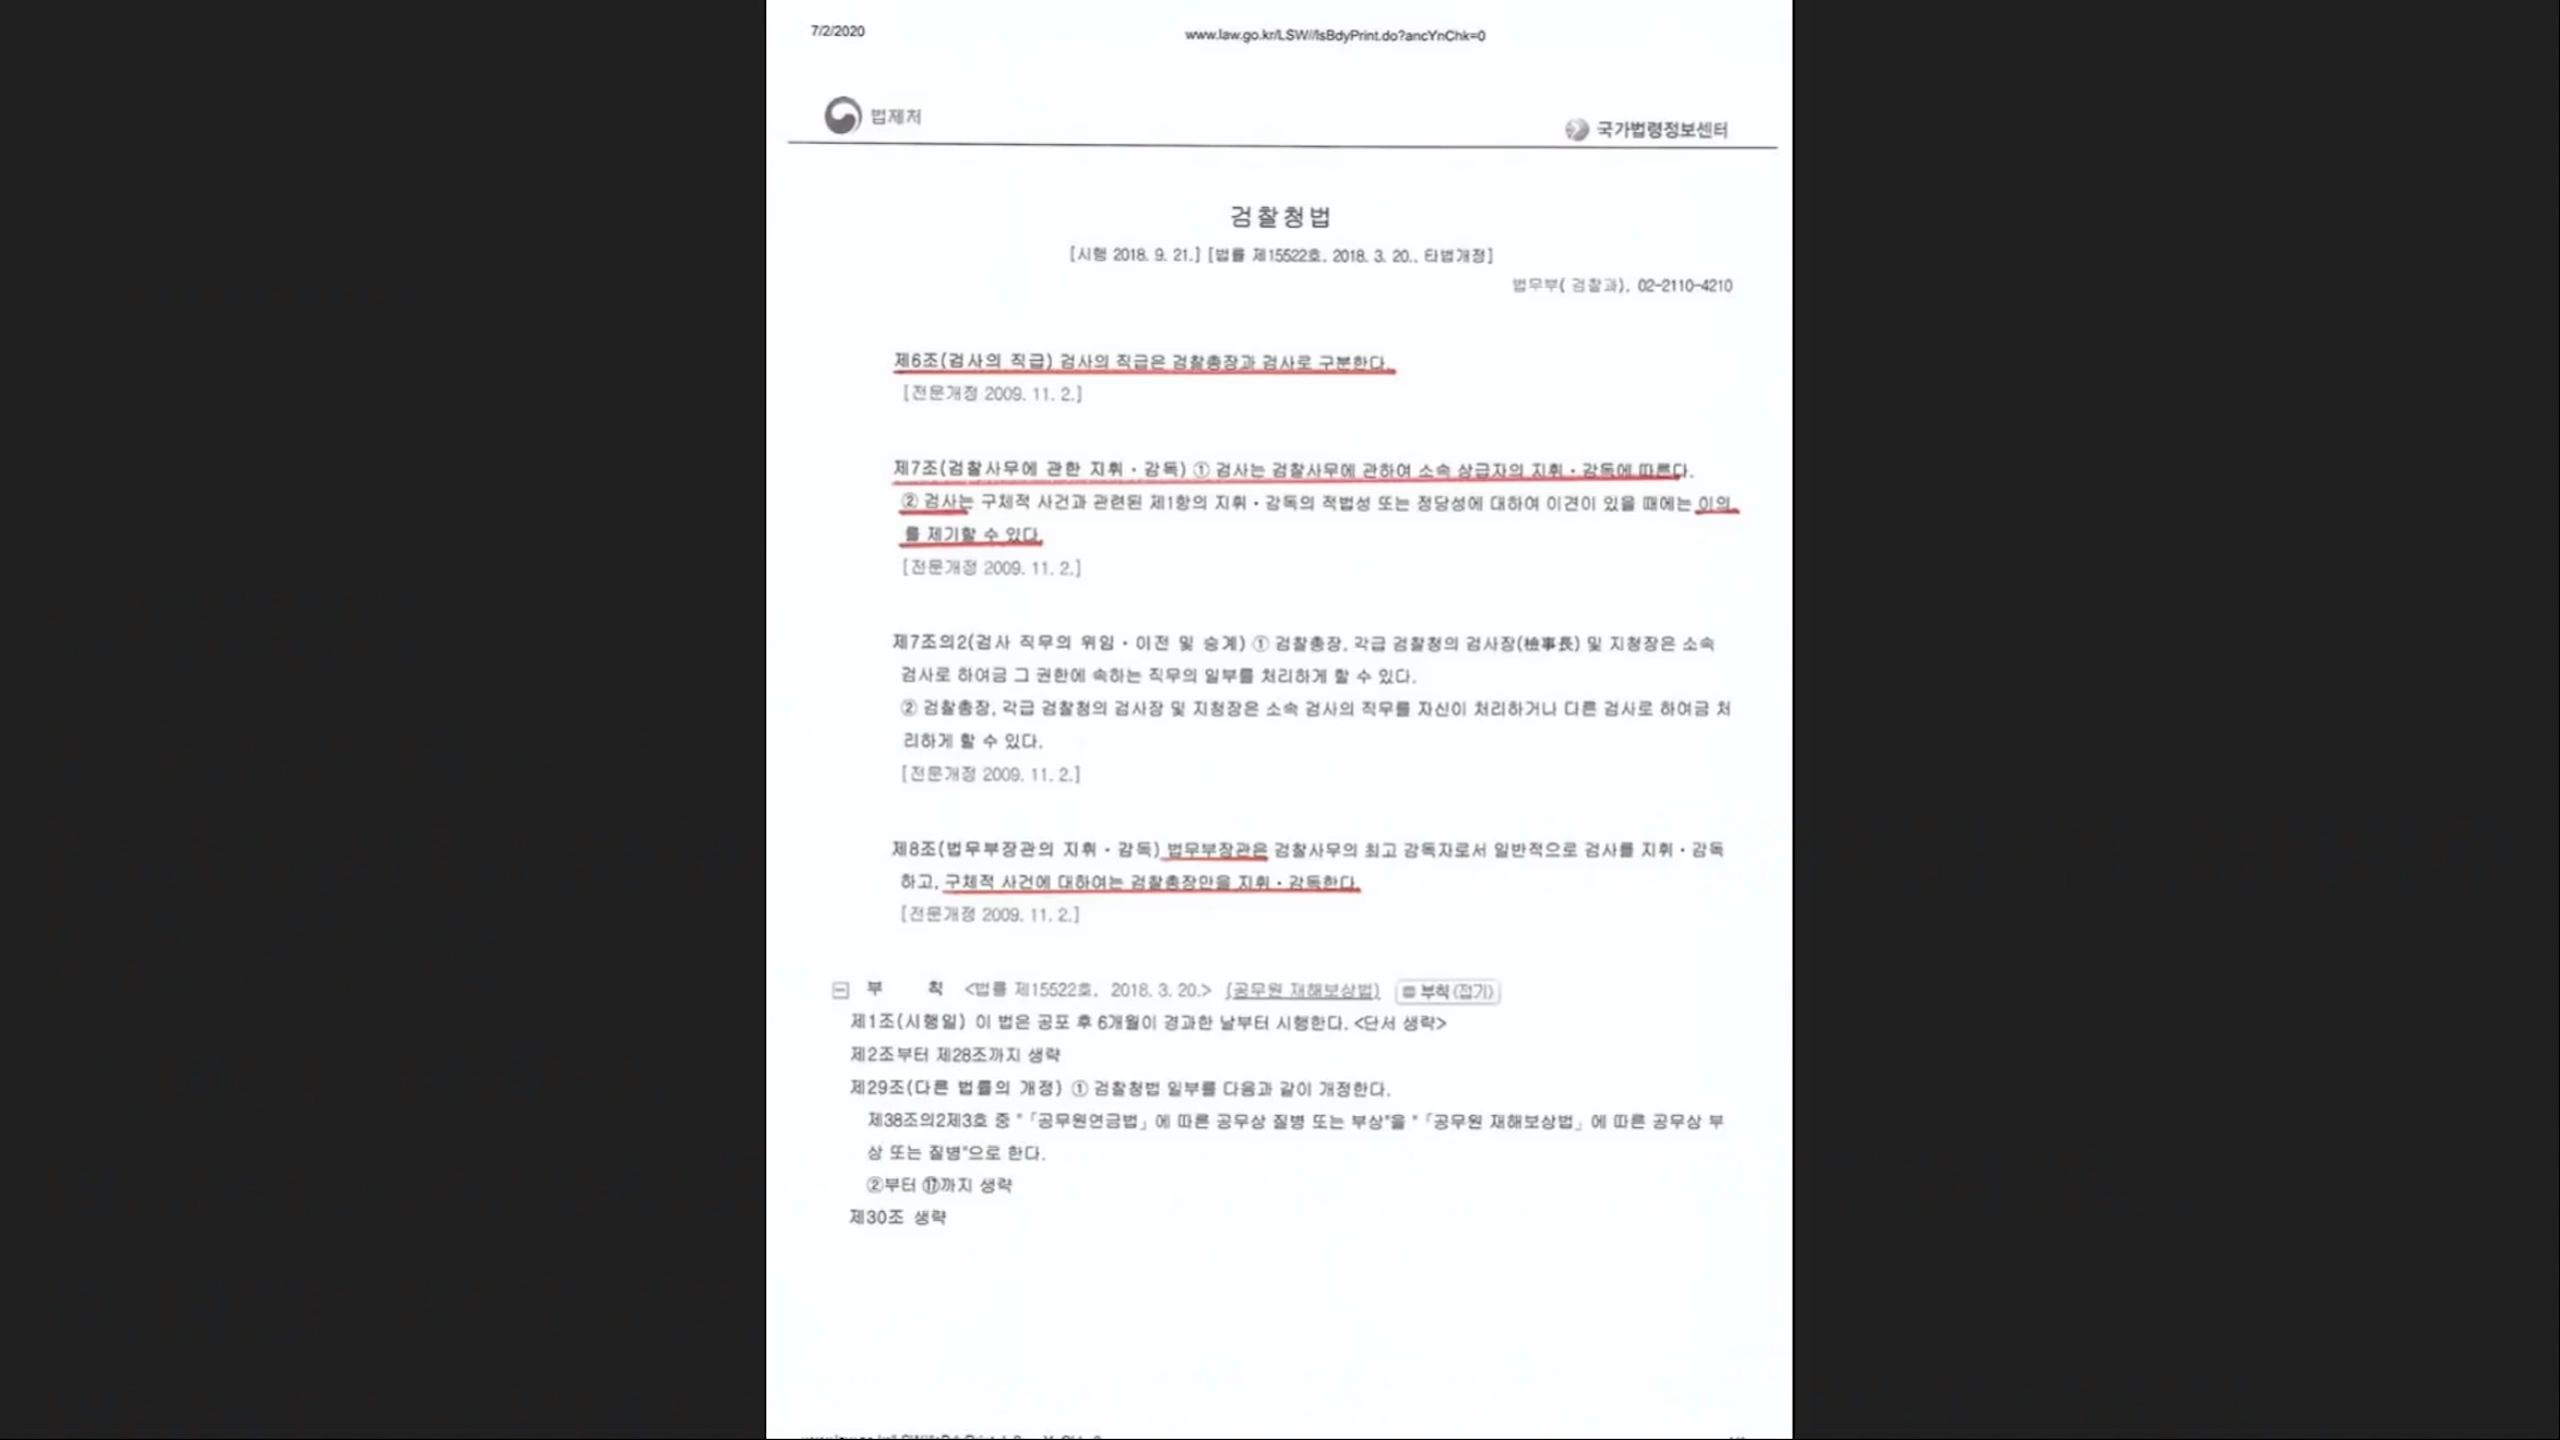 7/2/2020
www.law.go.kr/LSW//lsBdyPrint.do?ancYnChk=0
법제처
국가법령정보센터
검찰청법
[시행 2018. 9. 21.] [법률 제15522호, 2018. 3. 20., 타법개정]
법무부( 검찰과), 02-2110-4210
제6조(검사의 직급) 검사의 직급은 검찰총장과 검사로 구분한다.
[전문개정 2009. 11. 2.]
제7조(검찰사무에 관한 지휘ㆍ감독) ① 검사는 검찰사무에 관하여 소속 상급자의 지휘ㆍ감독에 따른다.
② 검사는 구체적 사건과 관련된 제1항의 지휘ㆍ감독의 적법성 또는 정당성에 대하여 이견이 있을 때에는 이의
를 제기할 수 있다.
[전문개정 2009. 11. 2.]
제7조의2(검사 직무의 위임ㆍ이전 및 승계) ① 검찰총장, 각급 검찰청의 검사장(檢事長) 및 지청장은 소속
검사로 하여금 그 권한에 속하는 직무의 일부를 처리하게 할 수 있다.
② 검찰총장, 각급 검찰청의 검사장 및 지청장은 소속 검사의 직무를 자신이 처리하거나 다른 검사로 하여금 처
리하게 할 수 있다.
[전문개정 2009. 11. 2.]
제8조(법무부장관의 지휘ㆍ감독) 법무부장관은 검찰사무의 최고 감독자로서 일반적으로 검사를 지휘ㆍ감독
하고, 구체적 사건에 대하여는 검찰총장만을 지휘ㆍ감독한다.
[전문개정 2009. 11. 2.]
부 칙 <법률 제15522호, 2018. 3. 20.> (공무원 재해보상법) 부칙(접기)
제1조(시행일) 이 법은 공포 후 6개월이 경과한 날부터 시행한다. <단서 생략>
제2조부터 제28조까지 생략
제29조(다른 법률의 개정) ① 검찰청법 일부를 다음과 같이 개정한다.
제38조의2제3호 중 "「공무원연금법」에 따른 공무상 질병 또는 부상"을 "「공무원 재해보상법」에 따른 공무상 부
상 또는 질병"으로 한다.
②부터 ⑰까지 생략
제30조 생략